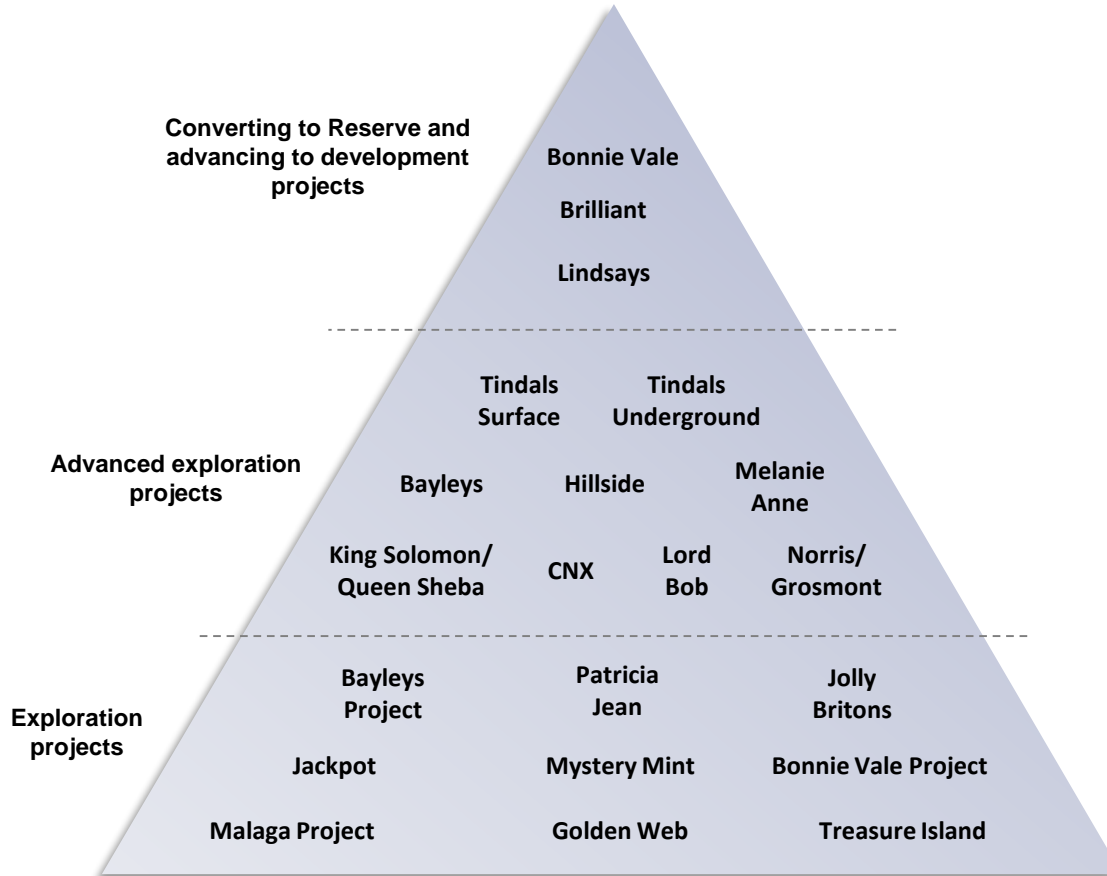 Converting to Reserve and
advancing to development
projects
Bonnie Vale
Brilliant
Lindsays
Advanced exploration
projects
Tindals
Surface
Tindals
Underground
Bayleys
Hillside
Melanie
Anne
King Solomon/
Queen Sheba
CNX
Lord
Bob
Norris/
Grosmont
Exploration
projects
Bayleys
Project
Patricia
Jean
Jolly
Britons
Jackpot
Mystery Mint
Bonnie Vale Project
Malaga Project
Golden Web
Treasure Island